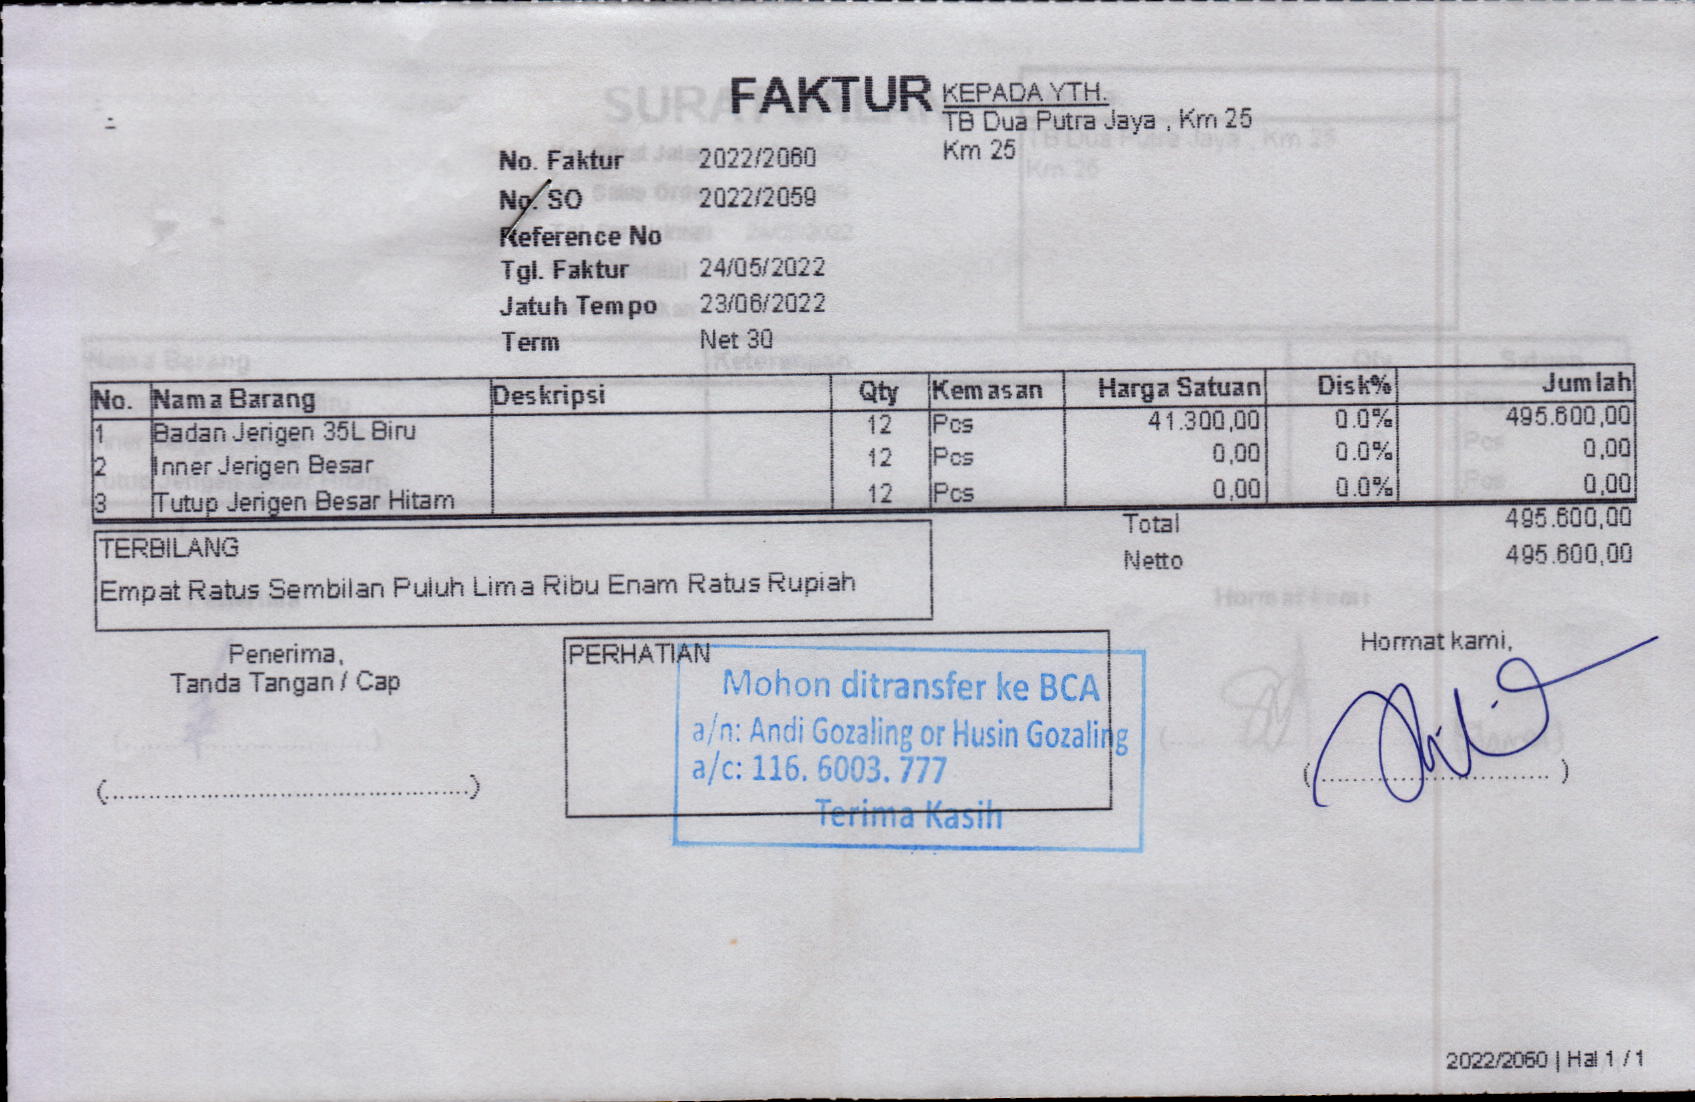 FAKTUR
KEPADA YTH.
TB Dua Putra Jaya , Km 25
Km 25
No. Faktur 2022/2060
No. SO 2022/2059
Reference No
Tgl. Faktur 24/05/2022
Jatuh Tempo 23/06/2022
Term Net 30
No. Nama Barang Deskripsi Qty Kemasan Harga Satuan Disk% Jumlah
1 Badan Jerigen 35L Biru 12 Pcs 41.300,00 0.0% 495.600,00
2 Inner Jerigen Besar 12 Pcs 0,00 0.0% 0,00
3 Tutup Jerigen Besar Hitam 12 Pcs 0,00 0.0% 0,00
Total 495.600,00
Netto 495.600,00
TERBILANG
Empat Ratus Sembilan Puluh Lima Ribu Enam Ratus Rupiah
Penerima,
Tanda Tangan / Cap
(..................................................)
PERHATIAN
Mohon ditransfer ke BCA
a/n: Andi Gozaling or Husin Gozaling
a/c: 116. 6003. 777
Terima Kasih
Hormat kami,
(................................)
2022/2060 | Hal 1 / 1